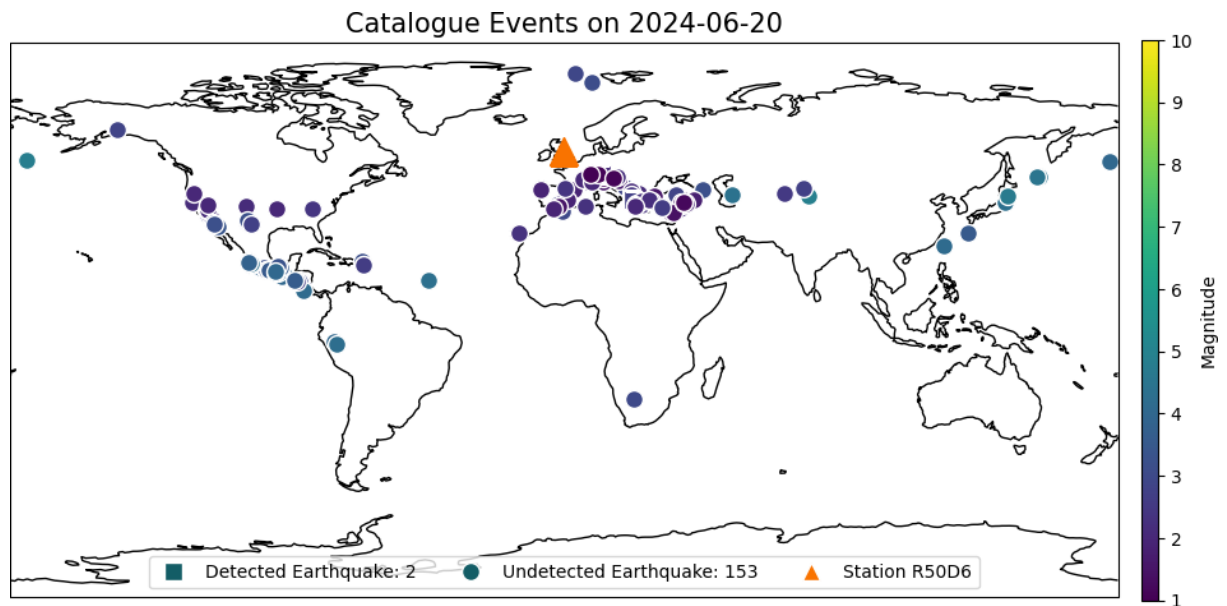 Catalogue Events on 2024-06-20
10
9
8
7
6
5
4
3
2
1
Magnitude
Detected Earthquake: 2
Undetected Earthquake: 153
Station R50D6